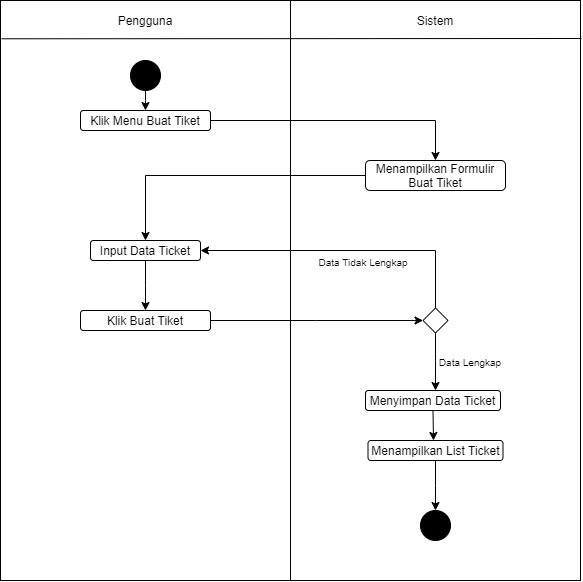 Pengguna
Sistem
Klik Menu Buat Tiket
Menampilkan Formulir
Buat Tiket
Input Data Ticket
Data Tidak Lengkap
Klik Buat Tiket
Data Lengkap
Menyimpan Data Ticket
Menampilkan List Ticket